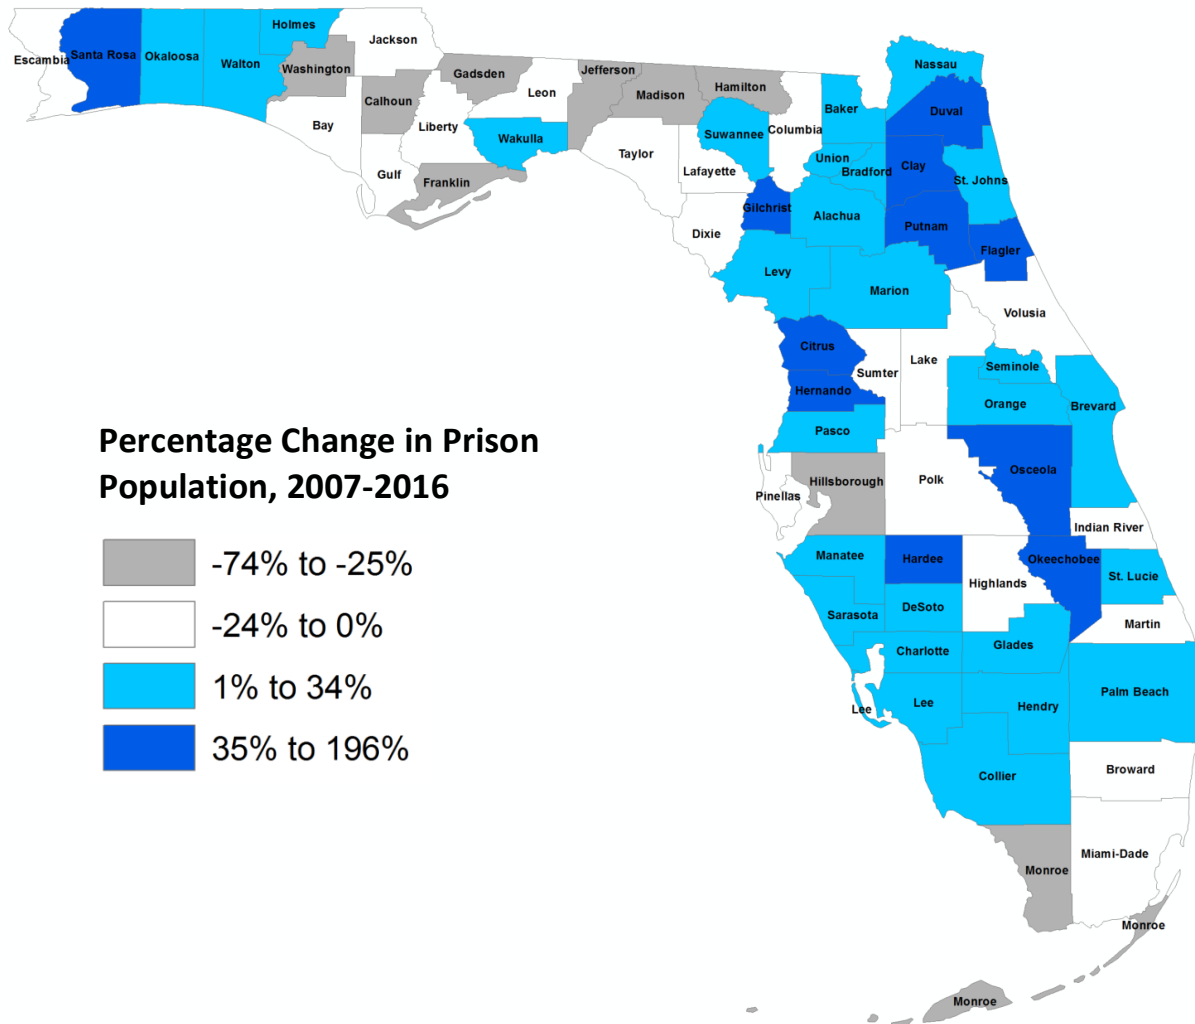 Holmes
Jackson
Escambia
Santa Rosa
Okaloosa
Walton
Washington
Gadsden
Jefferson
Nassau
Calhoun
Leon
Madison
Hamilton
Baker
Duval
Bay
Liberty
Wakulla
Suwannee
Columbia
Taylor
Union
Bradford
Clay
St. Johns
Gulf
Franklin
Lafayette
Gilchrist
Alachua
Putnam
Dixie
Flagler
Levy
Marion
Volusia
Citrus
Sumter
Lake
Seminole
Hernando
Orange
Brevard
Pasco
Percentage Change in Prison
Population, 2007-2016
Osceola
Hillsborough
Polk
Pinellas
Indian River
-74% to -25%
Manatee
Hardee
Okeechobee
Highlands
St. Lucie
-24% to 0%
Sarasota
DeSoto
Martin
Charlotte
Glades
1% to 34%
Lee
Lee
Hendry
Palm Beach
35% to 196%
Collier
Broward
Monroe
Miami-Dade
Monroe
Monroe